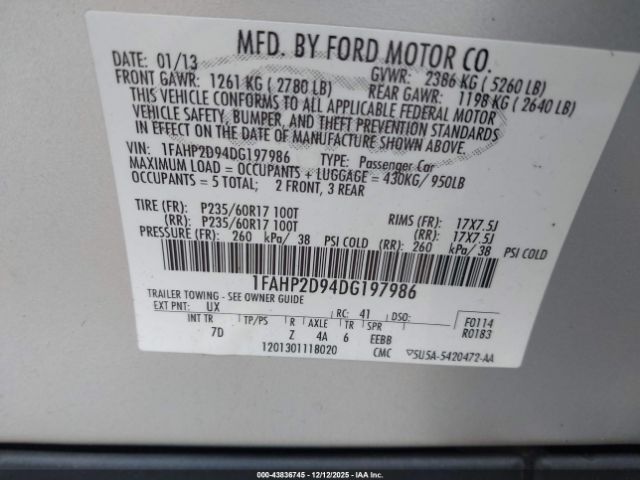 MFD. BY FORD MOTOR CO.
DATE: 01/13 GVWR: 2386 KG ( 5260 LB)
FRONT GAWR: 1261 KG ( 2780 LB) REAR GAWR: 1198 KG ( 2640 LB)
THIS VEHICLE CONFORMS TO ALL APPLICABLE FEDERAL MOTOR
VEHICLE SAFETY, BUMPER, AND THEFT PREVENTION STANDARDS
IN EFFECT ON THE DATE OF MANUFACTURE SHOWN ABOVE.
VIN: 1FAHP2D94DG197986 TYPE: Passenger Car
MAXIMUM LOAD = OCCUPANTS + LUGGAGE = 430KG/ 950LB
OCCUPANTS = 5 TOTAL; 2 FRONT, 3 REAR
TIRE (FR): P235/60R17 100T RIMS (FR): 17X7.5J
(RR): P235/60R17 100T (RR): 17X7.5J
PRESSURE (FR): 260 kPa/ 38 PSI COLD (RR): 260 kPa/ 38 PSI COLD
1FAHP2D94DG197986
TRAILER TOWING - SEE OWNER GUIDE
EXT PNT: UX RC: 41 DSO: F0114
INT TR TP/PS R AXLE TR SPR R0183
7D Z 4A 6 EEBB
1201301118020 CMC ▽5U5A-5420472-AA
000-43836745 - 12/12/2025 - IAAI.CA